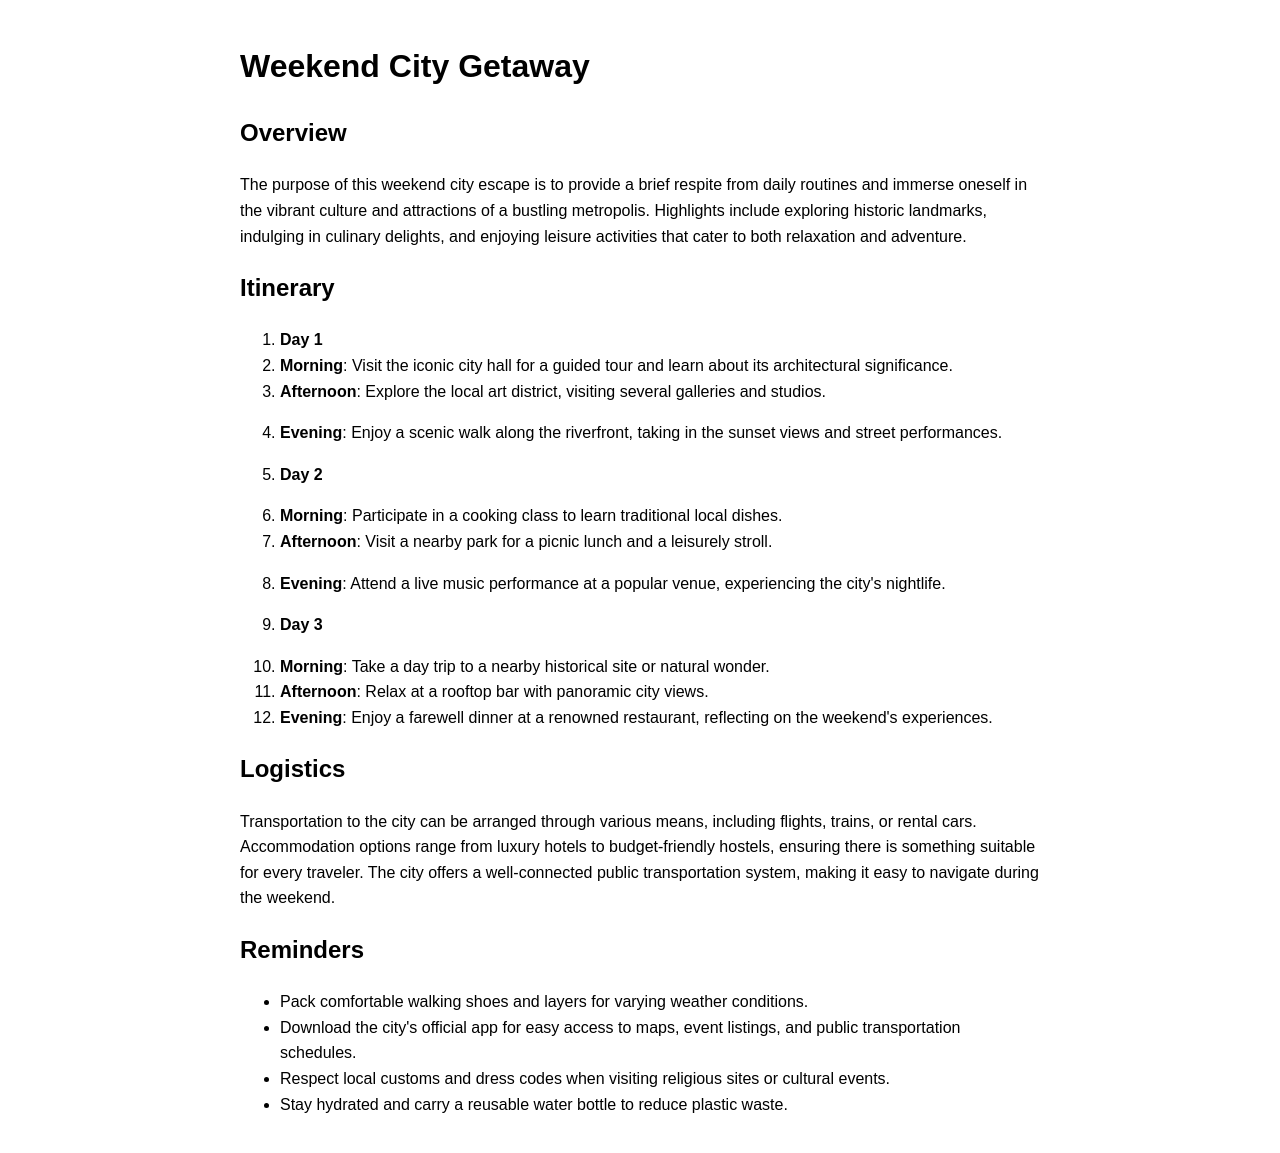 Weekend City Getaway
Overview
The purpose of this weekend city escape is to provide a brief respite from daily routines and immerse oneself in
the vibrant culture and attractions of a bustling metropolis. Highlights include exploring historic landmarks,
indulging in culinary delights, and enjoying leisure activities that cater to both relaxation and adventure.
Itinerary
1. Day 1
2. Morning: Visit the iconic city hall for a guided tour and learn about its architectural significance.
3. Afternoon: Explore the local art district, visiting several galleries and studios.
4. Evening: Enjoy a scenic walk along the riverfront, taking in the sunset views and street performances.
5. Day 2
6. Morning: Participate in a cooking class to learn traditional local dishes.
7. Afternoon: Visit a nearby park for a picnic lunch and a leisurely stroll.
8. Evening: Attend a live music performance at a popular venue, experiencing the city's nightlife.
9. Day 3
10. Morning: Take a day trip to a nearby historical site or natural wonder.
11. Afternoon: Relax at a rooftop bar with panoramic city views.
12. Evening: Enjoy a farewell dinner at a renowned restaurant, reflecting on the weekend's experiences.
Logistics
Transportation to the city can be arranged through various means, including flights, trains, or rental cars.
Accommodation options range from luxury hotels to budget-friendly hostels, ensuring there is something suitable
for every traveler. The city offers a well-connected public transportation system, making it easy to navigate during
the weekend.
Reminders
• Pack comfortable walking shoes and layers for varying weather conditions.
• Download the city's official app for easy access to maps, event listings, and public transportation
schedules.
• Respect local customs and dress codes when visiting religious sites or cultural events.
• Stay hydrated and carry a reusable water bottle to reduce plastic waste.